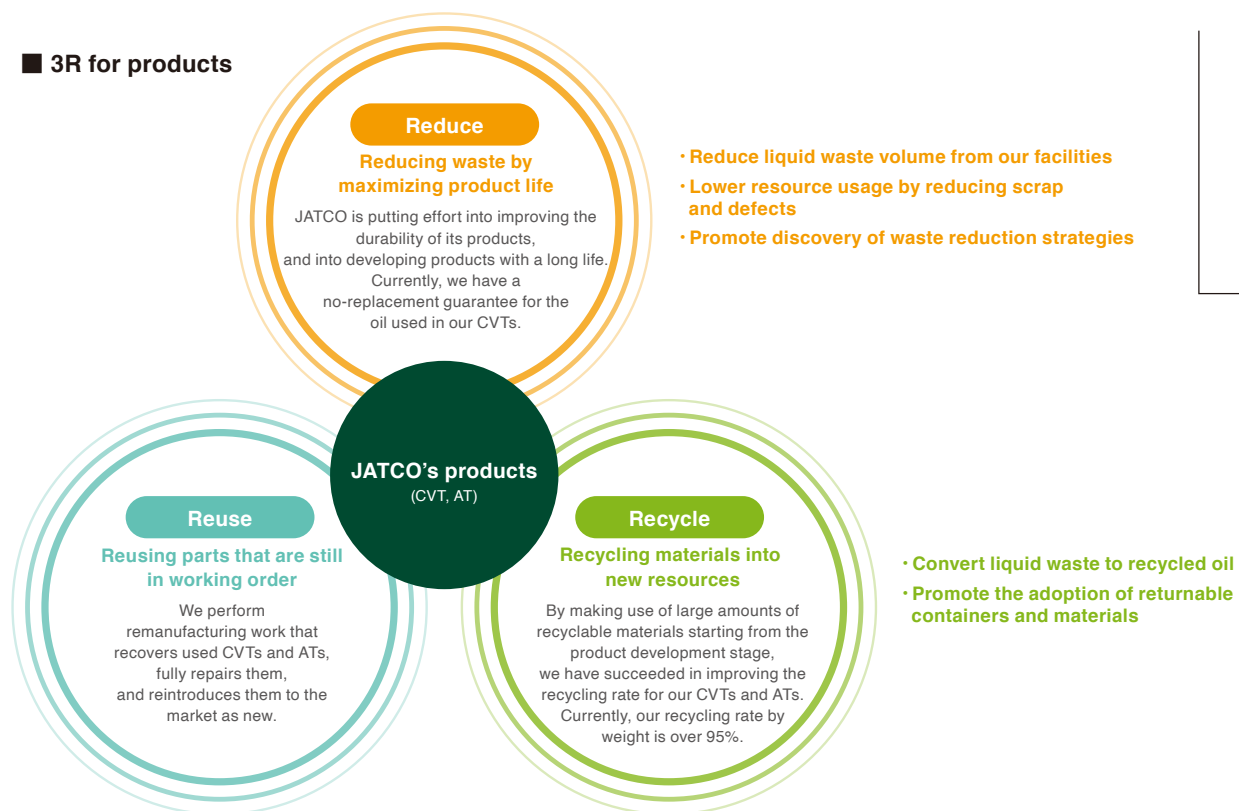 ■ 3R for products
Reduce
Reducing waste by
maximizing product life
JATCO is putting effort into improving the
durability of its products,
and into developing products with a long life.
Currently, we have a
no-replacement guarantee for the
oil used in our CVTs.
・Reduce liquid waste volume from our facilities
・Lower resource usage by reducing scrap
and defects
・Promote discovery of waste reduction strategies
JATCO’s products
(CVT, AT)
Reuse
Reusing parts that are still
in working order
We perform
remanufacturing work that
recovers used CVTs and ATs,
fully repairs them,
and reintroduces them to the
market as new.
Recycle
Recycling materials into
new resources
By making use of large amounts of
recyclable materials starting from the
product development stage,
we have succeeded in improving the
recycling rate for our CVTs and ATs.
Currently, our recycling rate by
weight is over 95%.
・Convert liquid waste to recycled oil
・Promote the adoption of returnable
containers and materials